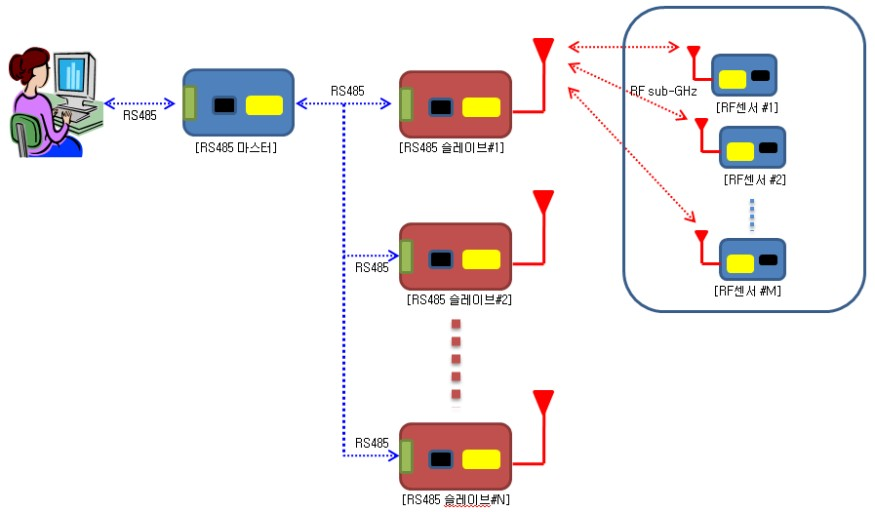 RS485
[RS485 마스터]
RS485
[RS485 슬레이브#1]
RF sub-GHz
[RF센서 #1]
[RF센서 #2]
[RF센서 #M]
RS485
[RS485 슬레이브#2]
RS485
[RS485 슬레이브#N]